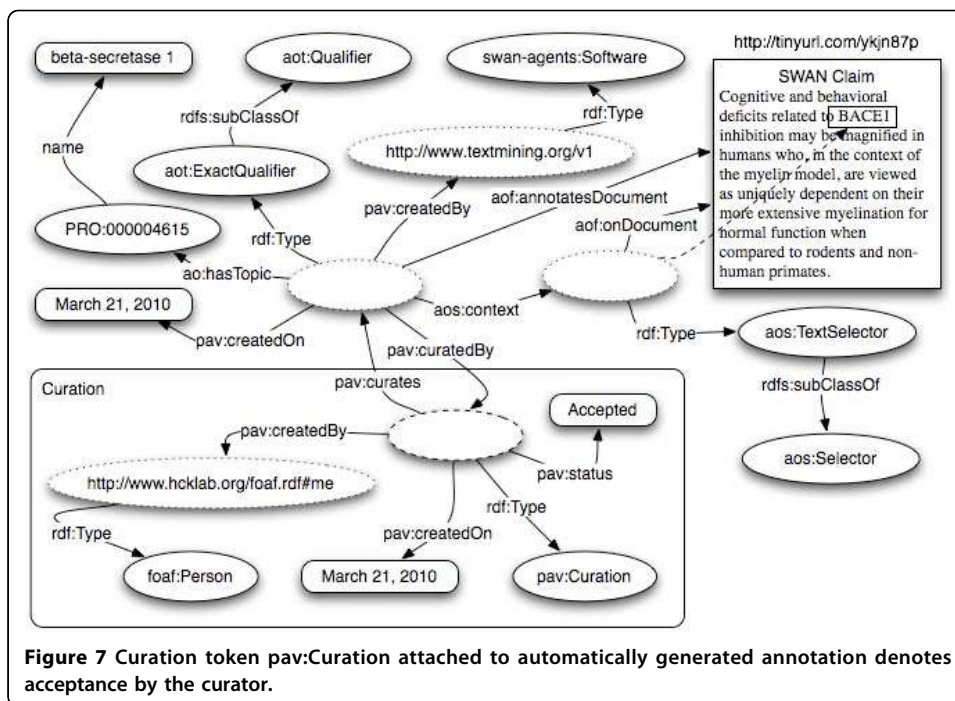 beta-secretase 1
aot:Qualifier
swan-agents:Software
http://tinyurl.com/ykjn87p
name
rdfs:subClassOf
rdf:Type
SWAN Claim
Cognitive and behavioral
deficits related to BACE1
inhibition may be magnified in
humans who, in the context of
the myelin model, are viewed
as uniquely dependent on their
more extensive myelination for
normal function when
compared to rodents and non-
human primates.
aot:ExactQualifier
http://www.textmining.org/v1
PRO:000004615
rdf:Type
pav:createdBy
aof:annotatesDocument
aof:onDocument
ao:hasTopic
March 21, 2010
pav:createdOn
aos:context
rdf:Type
aos:TextSelector
rdfs:subClassOf
aos:Selector
pav:curatedBy
pav:curates
Curation
pav:createdBy
Accepted
pav:status
http://www.hcklab.org/foaf.rdf#me
rdf:Type
pav:createdOn
rdf:Type
foaf:Person
March 21, 2010
pav:Curation
Figure 7 Curation token pav:Curation attached to automatically generated annotation denotes
acceptance by the curator.